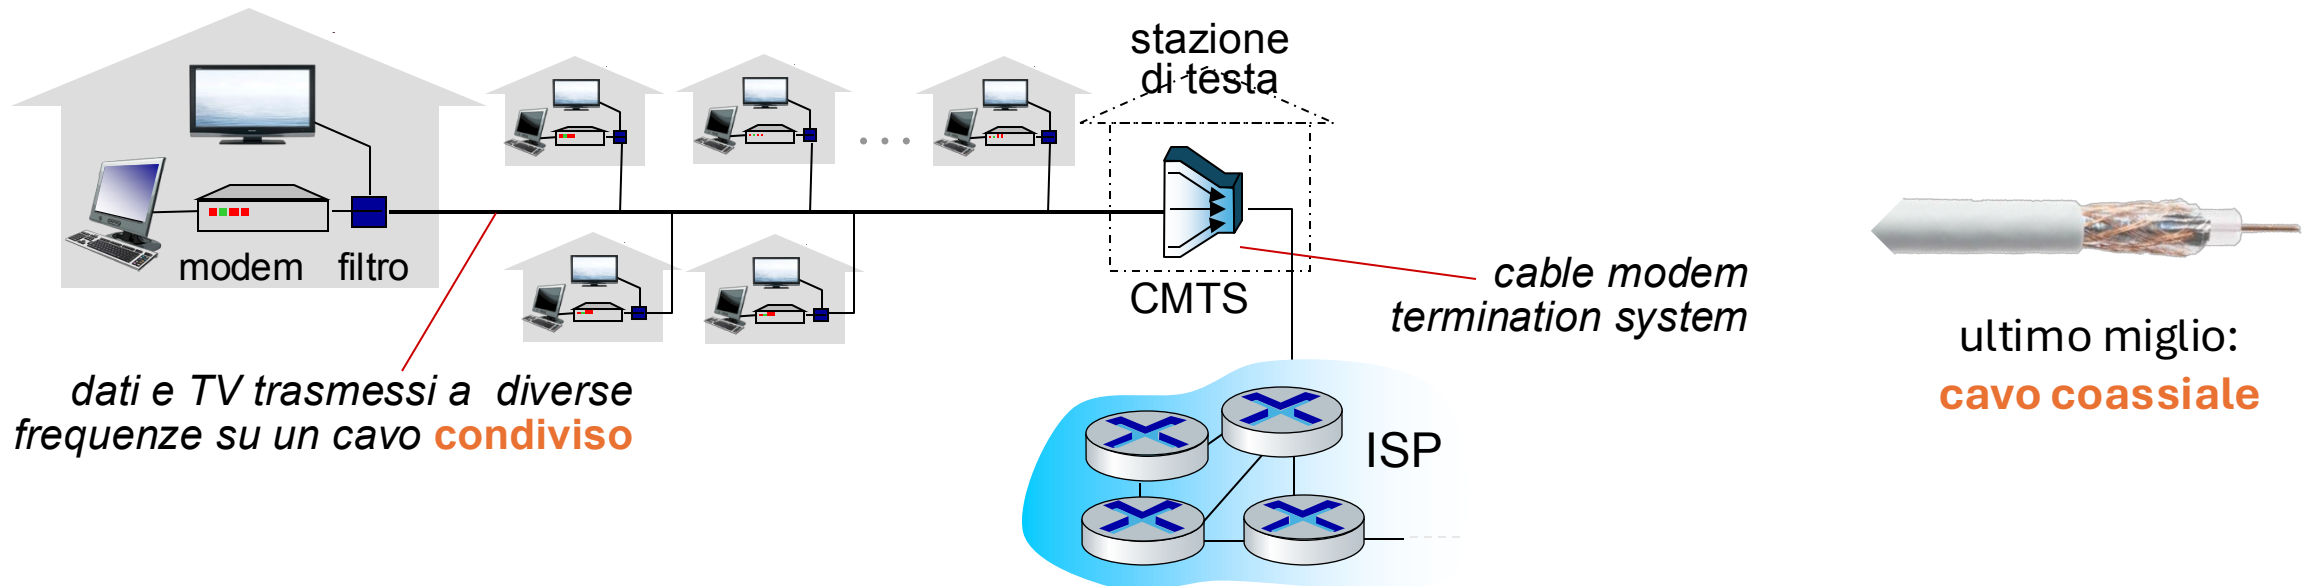 stazione
di testa
modem
filtro
CMTS
cable modem
termination system
dati e TV trasmessi a diverse
frequenze su un cavo condiviso
ISP
ultimo miglio:
cavo coassiale